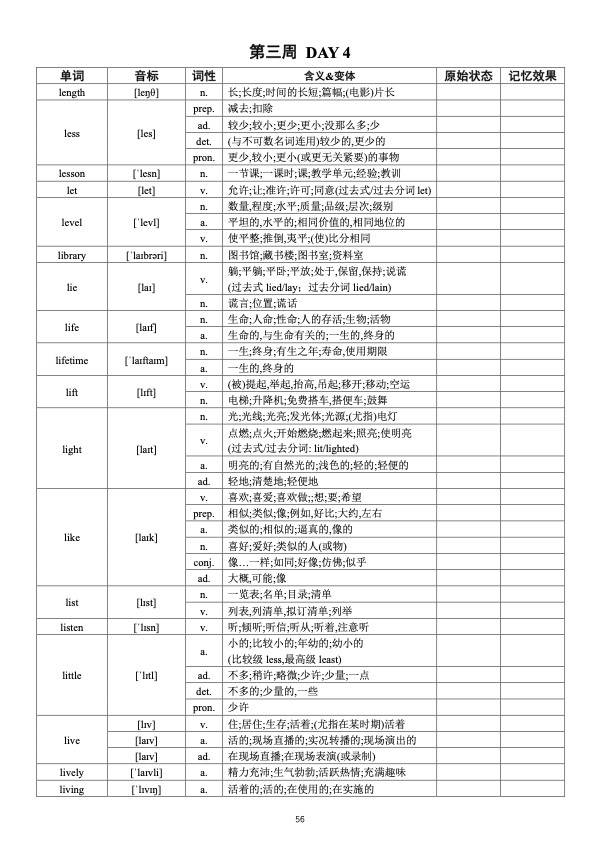 第三周 DAY 4
单词 音标 词性 含义&变体 原始状态 记忆效果
length [leŋθ] n. 长;长度;时间的长短;篇幅;(电影)片长
prep. 减去;扣除
less [les] ad. 较少;较小;更少;更小;没那么多;少
det. (与不可数名词连用)较少的,更少的
pron. 更少,较小;更小(或更无关紧要)的事物
lesson [ˈlesn] n. 一节课;一课时;课;教学单元;经验;教训
let [let] v. 允许;让;准许;许可;同意(过去式/过去分词 let)
n. 数量,程度;水平;质量;品级;层次;级别
level [ˈlevl] a. 平坦的,水平的;相同价值的,相同地位的
v. 使平整;推倒,夷平;(使)比分相同
library [ˈlaɪbrəri] n. 图书馆;藏书楼;图书室;资料室
lie [laɪ] v. 躺;平躺;平卧;平放;处于,保留,保持;说谎
(过去式 lied/lay；过去分词 lied/lain)
n. 谎言;位置;谎话
life [laɪf] n. 生命;人命;性命;人的存活;生物;活物
a. 生命的,与生命有关的;一生的,终身的
lifetime [ˈlaɪftaɪm] n. 一生;终身;有生之年;寿命,使用期限
a. 一生的,终身的
lift [lɪft] v. (被)提起,举起,抬高,吊起;移开;移动;空运
n. 电梯;升降机;免费搭车,搭便车;鼓舞
n. 光;光线;光亮;发光体;光源;(尤指)电灯
light [laɪt] v. 点燃;点火;开始燃烧;燃起来;照亮;使明亮
(过去式/过去分词: lit/lighted)
a. 明亮的;有自然光的;浅色的;轻的;轻便的
ad. 轻地;清楚地;轻便地
v. 喜欢;喜爱;喜欢做;;想;要;希望
prep. 相似;类似;像;例如,好比;大约,左右
like [laɪk] a. 类似的;相似的;逼真的,像的
n. 喜好;爱好;类似的人(或物)
conj. 像…一样;如同;好像;仿佛;似乎
ad. 大概,可能;像
list [lɪst] n. 一览表;名单;目录;清单
v. 列表,列清单,拟订清单;列举
listen [ˈlɪsn] v. 听;倾听;听信;听从;听着,注意听
little [ˈlɪtl] a. 小的;比较小的;年幼的;幼小的
(比较级 less,最高级 least)
ad. 不多;稍许;略微;少许;少量;一点
det. 不多的;少量的,一些
pron. 少许
live [lɪv] v. 住;居住;生存;活着;(尤指在某时期)活着
[laɪv] a. 活的;现场直播的;实况转播的;现场演出的
[laɪv] ad. 在现场直播;在现场表演(或录制)
lively [ˈlaɪvli] a. 精力充沛;生气勃勃;活跃热情;充满趣味
living [ˈlɪvɪŋ] a. 活着的;活的;在使用的;在实施的
56